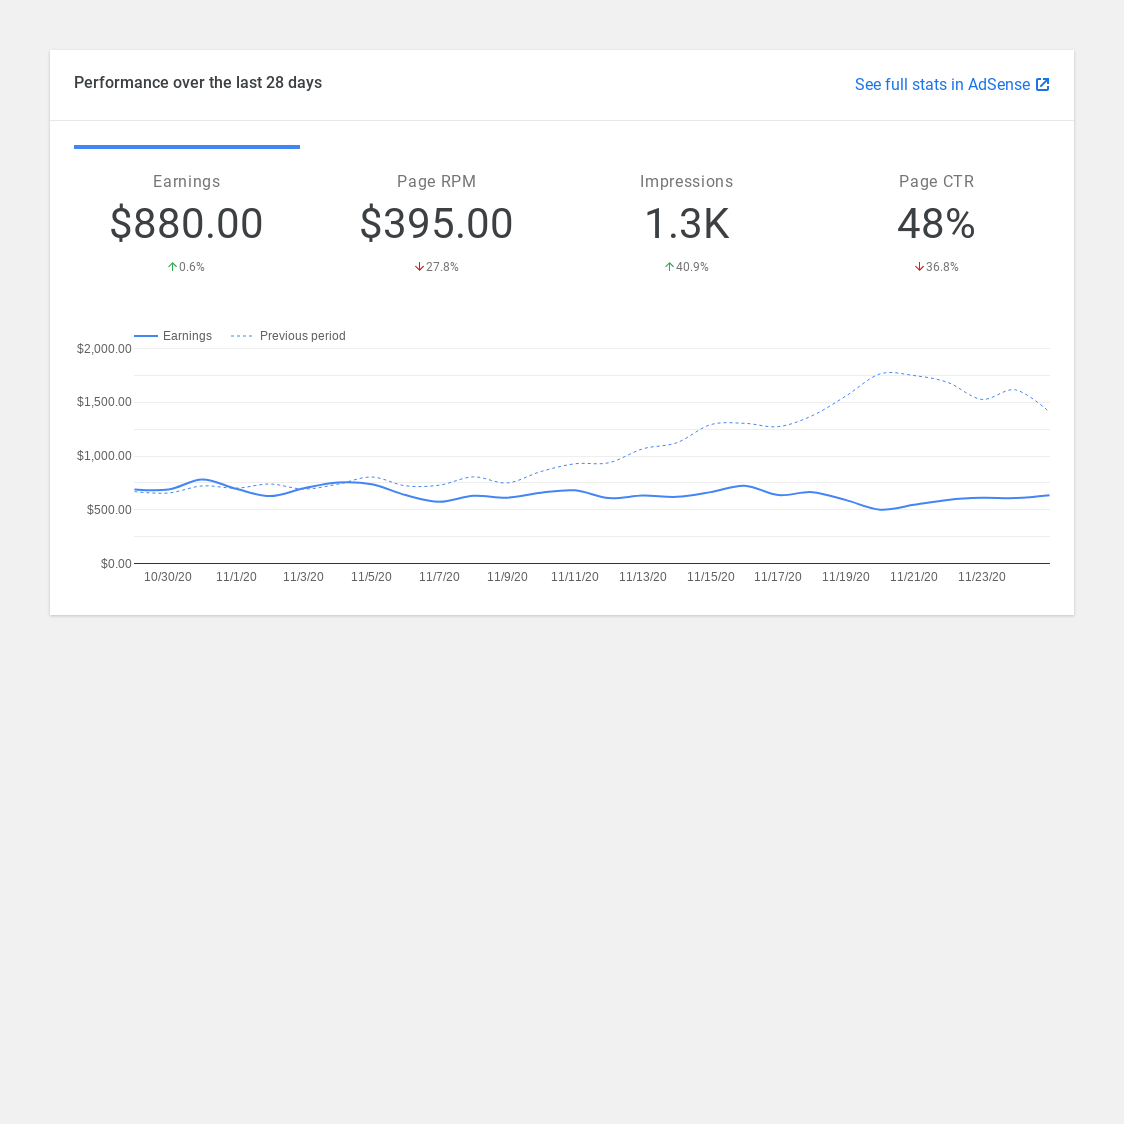 Performance over the last 28 days
See full stats in AdSense
Earnings Page RPM Impressions Page CTR
$880.00 $395.00 1.3K 48%
0.6% 27.8% 40.9% 36.8%
Earnings Previous period
$2,000.00
$1,500.00
$1,000.00
$500.00
$0.00
10/30/20 11/1/20 11/3/20 11/5/20 11/7/20 11/9/20 11/11/20 11/13/20 11/15/20 11/17/20 11/19/20 11/21/20 11/23/20